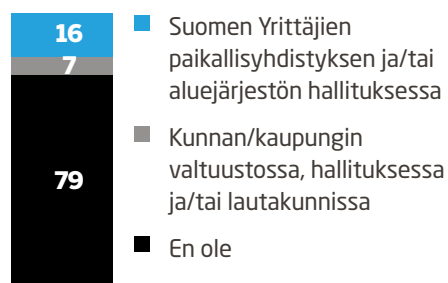 16
7
79
Suomen Yrittäjien
paikallisyhdistyksen ja/tai
aluejärjestön hallituksessa
Kunnan/kaupungin
valtuustossa, hallituksessa
ja/tai lautakunnissa
En ole